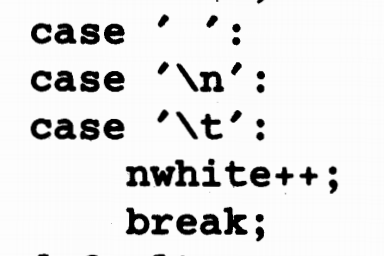 case ' ':
case '\n':
case '\t':
nwhite++;
break;